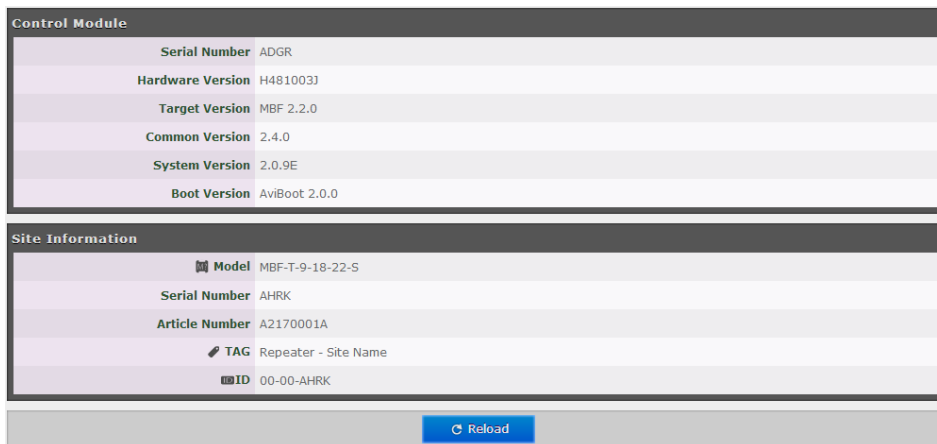 Control Module
Serial Number ADGR
Hardware Version H481003J
Target Version MBF 2.2.0
Common Version 2.4.0
System Version 2.0.9E
Boot Version AviBoot 2.0.0
Site Information
Model MBF-T-9-18-22-S
Serial Number AHRK
Article Number A2170001A
TAG Repeater - Site Name
ID 00-00-AHRK
Reload